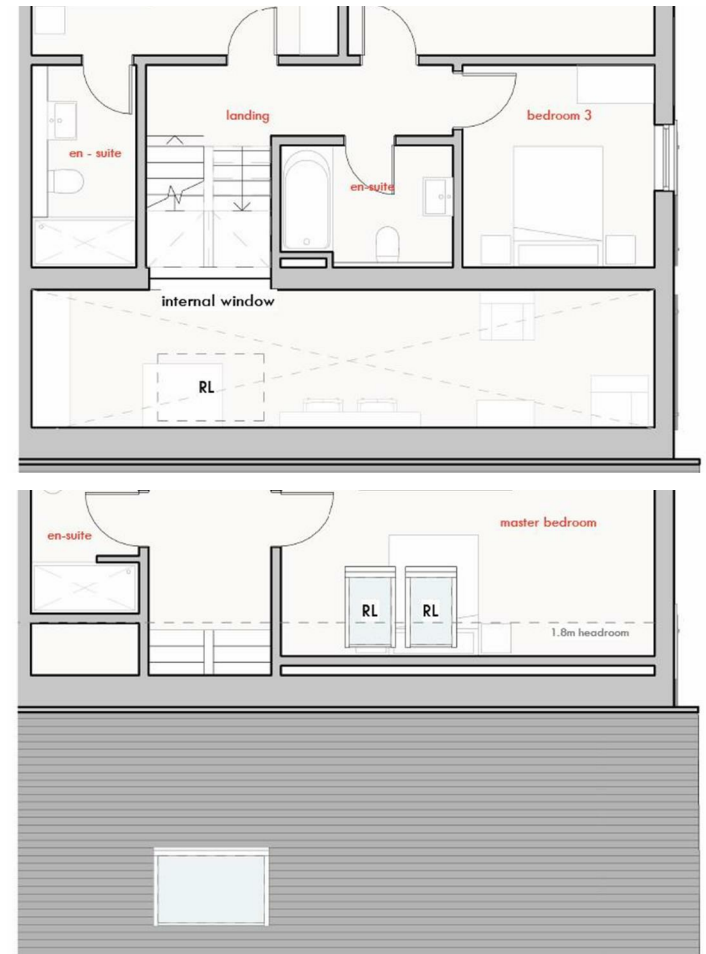 landing
bedroom 3
en - suite
en-suite
internal window
RL
master bedroom
en-suite
RL
RL
1.8m headroom